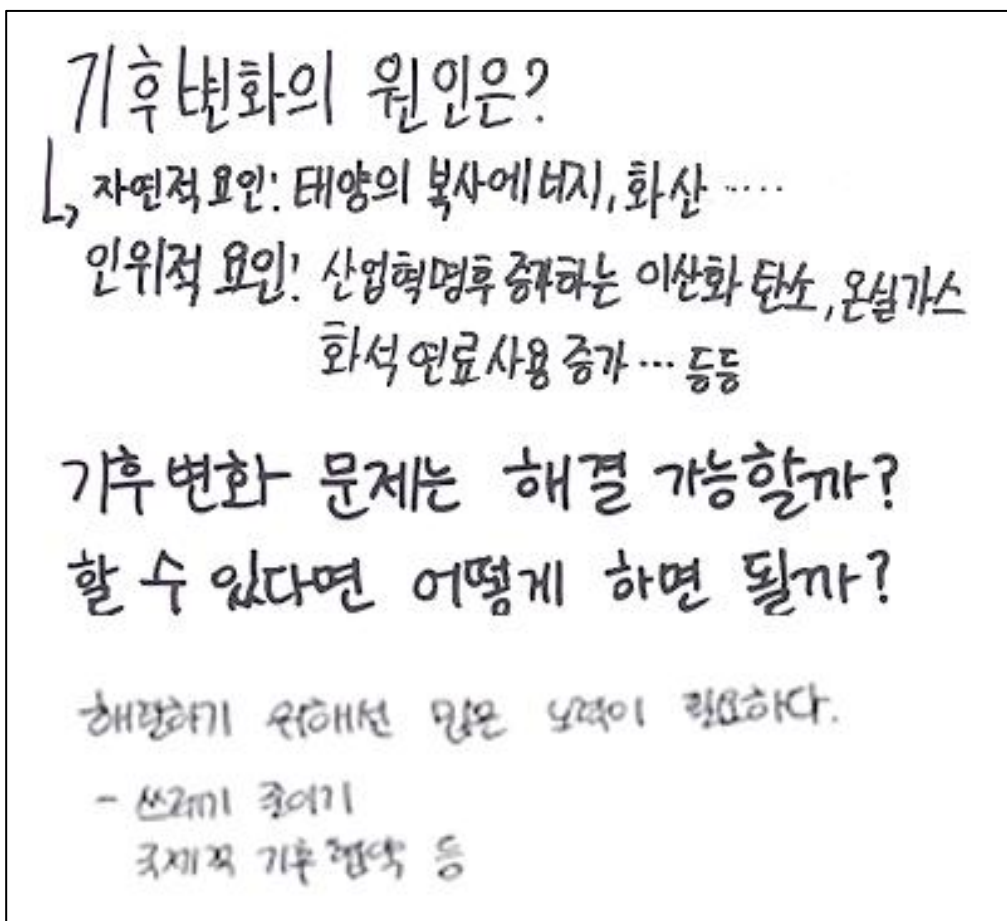 기후변화의 원인은?
↳ 자연적 요인: 태양의 복사에너지, 화산 .....
인위적 요인: 산업혁명후 증가하는 이산화 탄소, 온실가스
화석 연료 사용 증가 ... 등등
기후 변화 문제는 해결 가능할까?
할 수 있다면 어떻게 하면 될까?
위해선 많은 노력이 필요하다.
- 쓰레기 줄이기
국제적 기후 협약 등